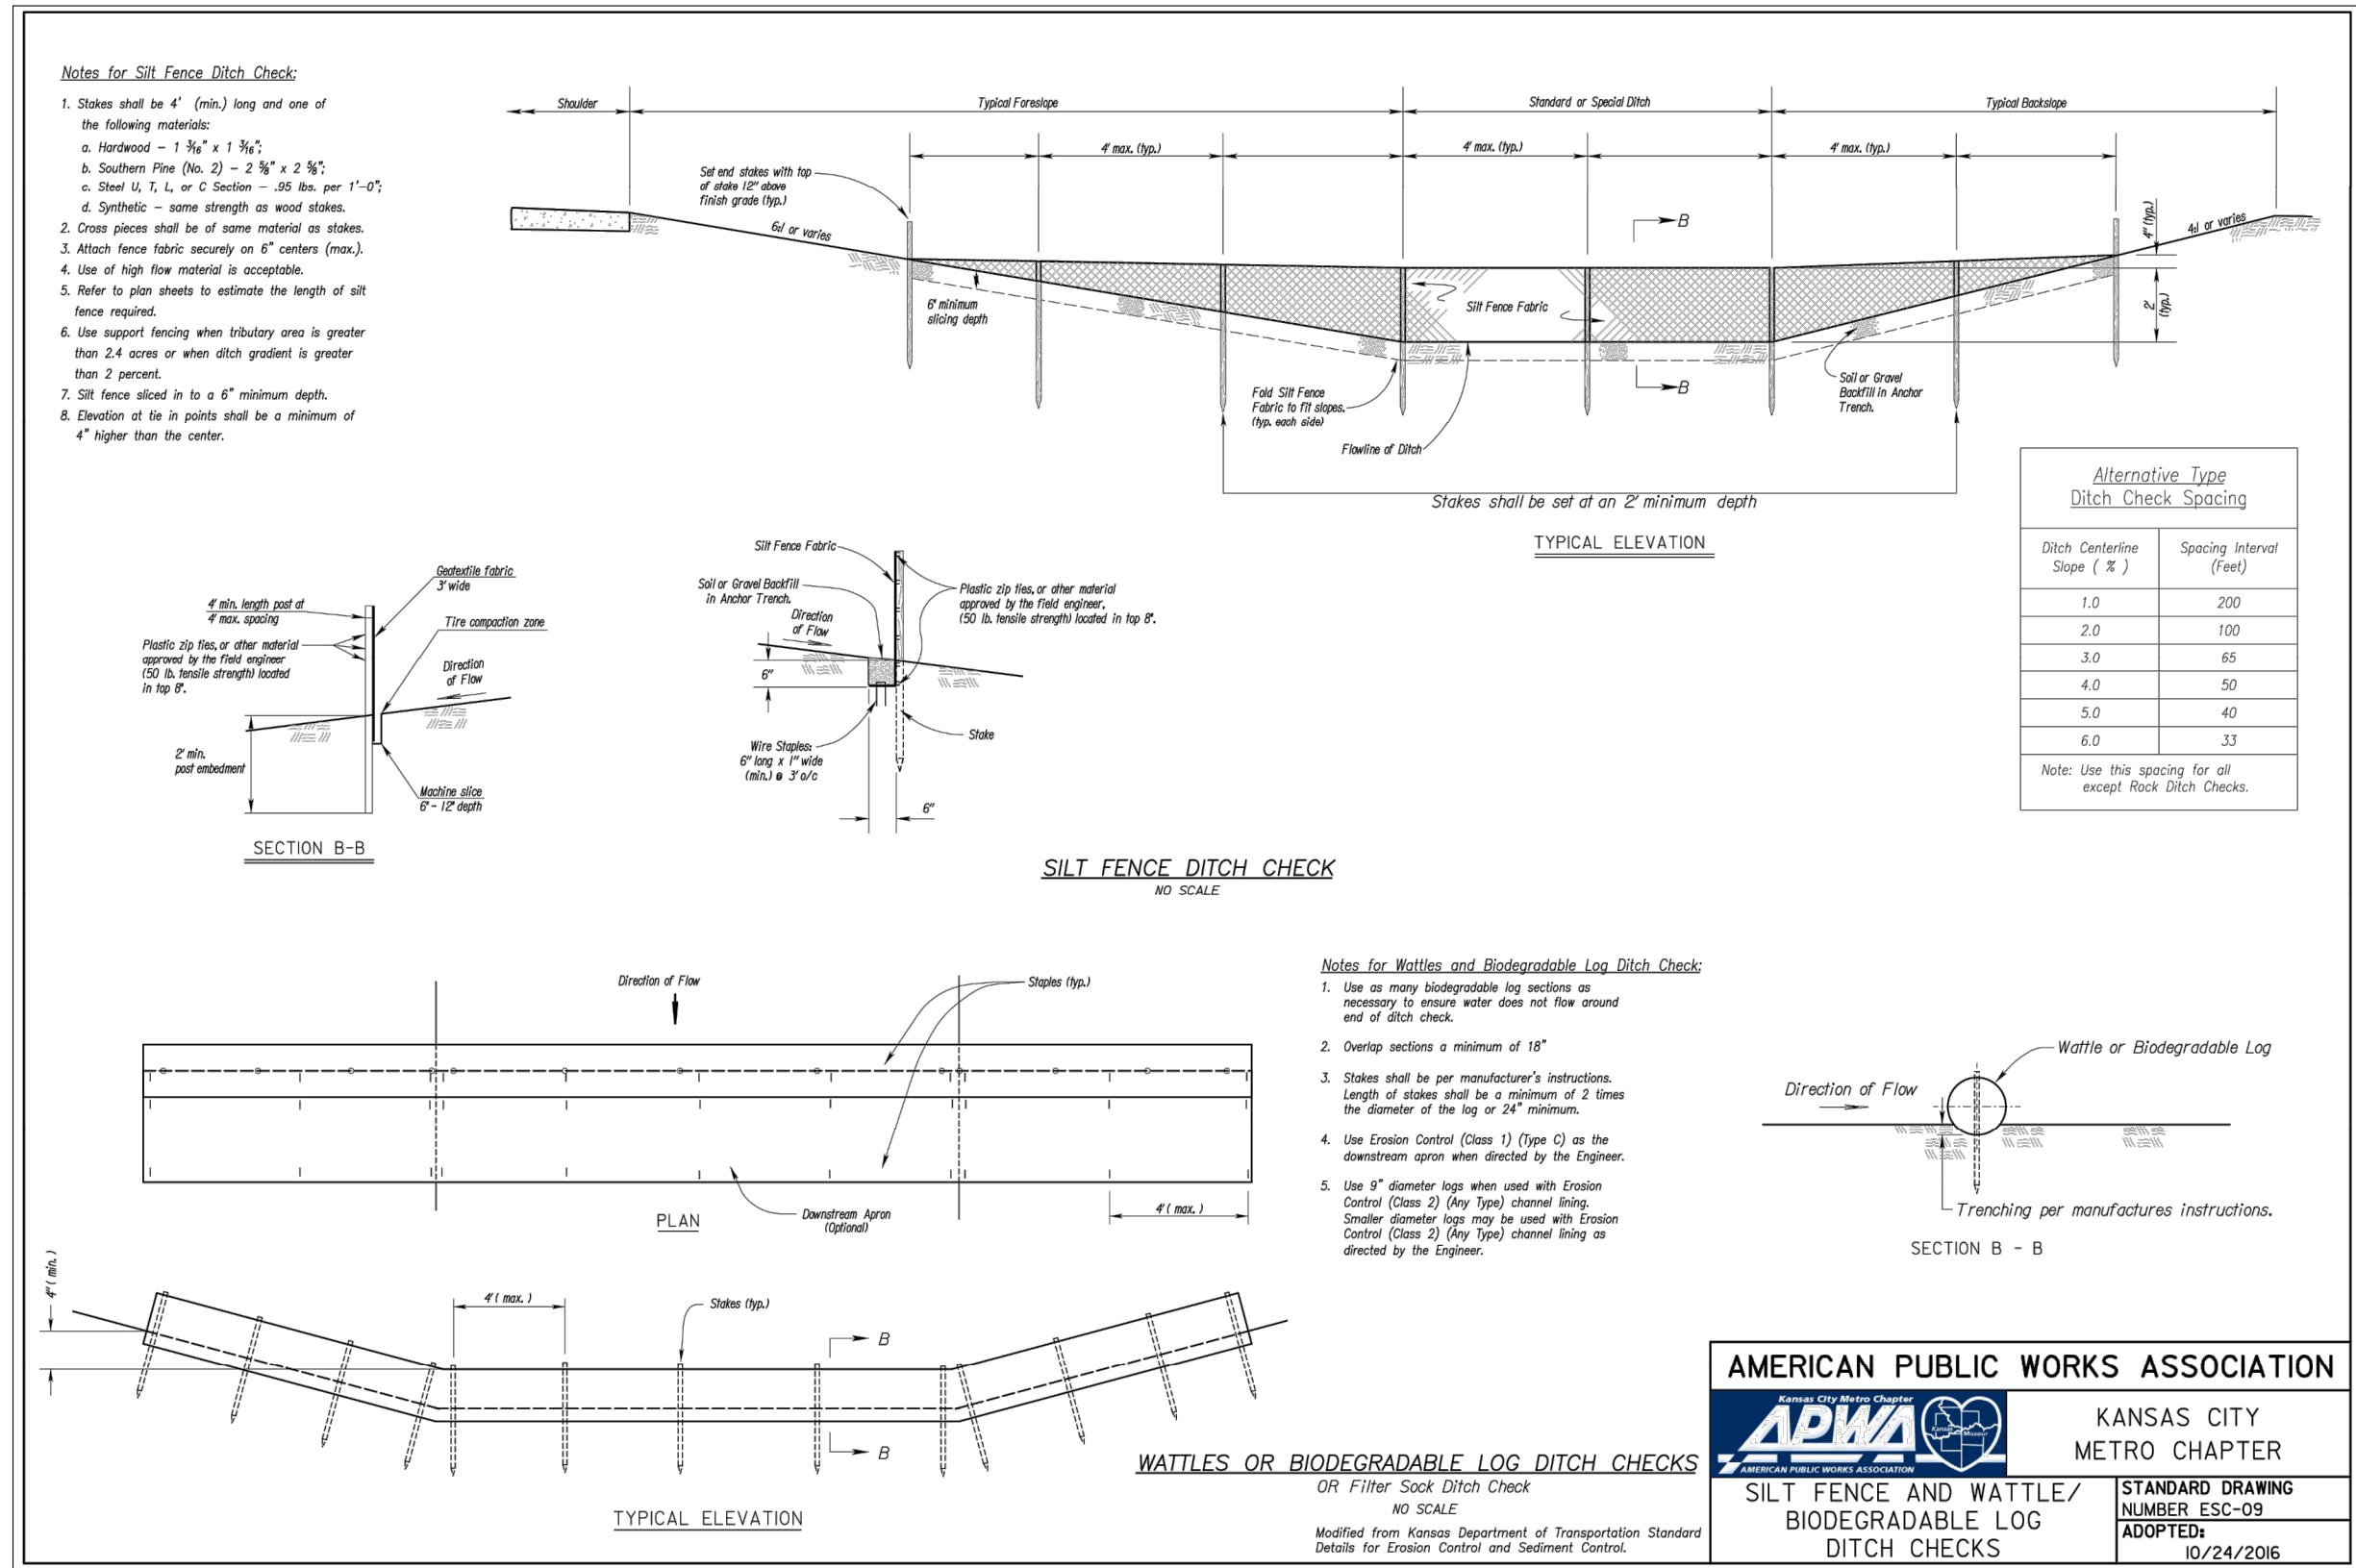 Notes for Silt Fence Ditch Check:
1. Stakes shall be 4' (min.) long and one of
the following materials:
a. Hardwood – 1 3/16" x 1 3/16";
b. Southern Pine (No. 2) – 2 5/8" x 2 5/8";
c. Steel U, T, L, or C Section – .95 lbs. per 1'-0";
d. Synthetic – same strength as wood stakes.
2. Cross pieces shall be of same material as stakes.
3. Attach fence fabric securely on 6" centers (max.).
4. Use of high flow material is acceptable.
5. Refer to plan sheets to estimate the length of silt
fence required.
6. Use support fencing when tributary area is greater
than 2.4 acres or when ditch gradient is greater
than 2 percent.
7. Silt fence sliced in to a 6" minimum depth.
8. Elevation at tie in points shall be a minimum of
4" higher than the center.
Shoulder
Typical Foreslope
Standard or Special Ditch
Typical Backslope
4' max. (typ.)
4' max. (typ.)
4' max. (typ.)
Set end stakes with top
of stake 12" above
finish grade (typ.)
6:1 or varies
B
4" (typ.)
4:1 or varies
6" minimum
slicing depth
Silt Fence Fabric
2'
(typ.)
Fold Silt Fence
Fabric to fit slopes.
(typ. each side)
B
Soil or Gravel
Backfill in Anchor
Trench.
Flowline of Ditch
Stakes shall be set at an 2' minimum depth
TYPICAL ELEVATION
Alternative Type
Ditch Check Spacing
Ditch Centerline
Slope ( % )
Spacing Interval
(Feet)
1.0 200
2.0 100
3.0 65
4.0 50
5.0 40
6.0 33
Note: Use this spacing for all
except Rock Ditch Checks.
Geotextile fabric
3' wide
4' min. length post at
4' max. spacing
Tire compaction zone
Plastic zip ties, or other material
approved by the field engineer
(50 lb. tensile strength) located
in top 8".
Direction
of Flow
2' min.
post embedment
Machine slice
6" - 12" depth
SECTION B-B
Silt Fence Fabric
Soil or Gravel Backfill
in Anchor Trench.
Plastic zip ties, or other material
approved by the field engineer,
(50 lb. tensile strength) located in top 8".
Direction
of Flow
6"
Stake
Wire Staples:
6" long x 1" wide
(min.) @ 3' o/c
6"
SILT FENCE DITCH CHECK
NO SCALE
Direction of Flow
Staples (typ.)
PLAN
Downstream Apron
(Optional)
4' ( max. )
4" ( min. )
4' ( max. )
Stakes (typ.)
B
B
TYPICAL ELEVATION
Notes for Wattles and Biodegradable Log Ditch Check:
1. Use as many biodegradable log sections as
necessary to ensure water does not flow around
end of ditch check.
2. Overlap sections a minimum of 18"
3. Stakes shall be per manufacturer's instructions.
Length of stakes shall be a minimum of 2 times
the diameter of the log or 24" minimum.
4. Use Erosion Control (Class 1) (Type C) as the
downstream apron when directed by the Engineer.
5. Use 9" diameter logs when used with Erosion
Control (Class 2) (Any Type) channel lining.
Smaller diameter logs may be used with Erosion
Control (Class 2) (Any Type) channel lining as
directed by the Engineer.
Wattle or Biodegradable Log
Direction of Flow
Trenching per manufactures instructions.
SECTION B - B
WATTLES OR BIODEGRADABLE LOG DITCH CHECKS
OR Filter Sock Ditch Check
NO SCALE
Modified from Kansas Department of Transportation Standard
Details for Erosion Control and Sediment Control.
AMERICAN PUBLIC WORKS ASSOCIATION
Kansas City Metro Chapter
APWA
Kansas
Missouri
AMERICAN PUBLIC WORKS ASSOCIATION
KANSAS CITY
METRO CHAPTER
SILT FENCE AND WATTLE/
BIODEGRADABLE LOG
DITCH CHECKS
STANDARD DRAWING
NUMBER ESC-09
ADOPTED:
10/24/2016